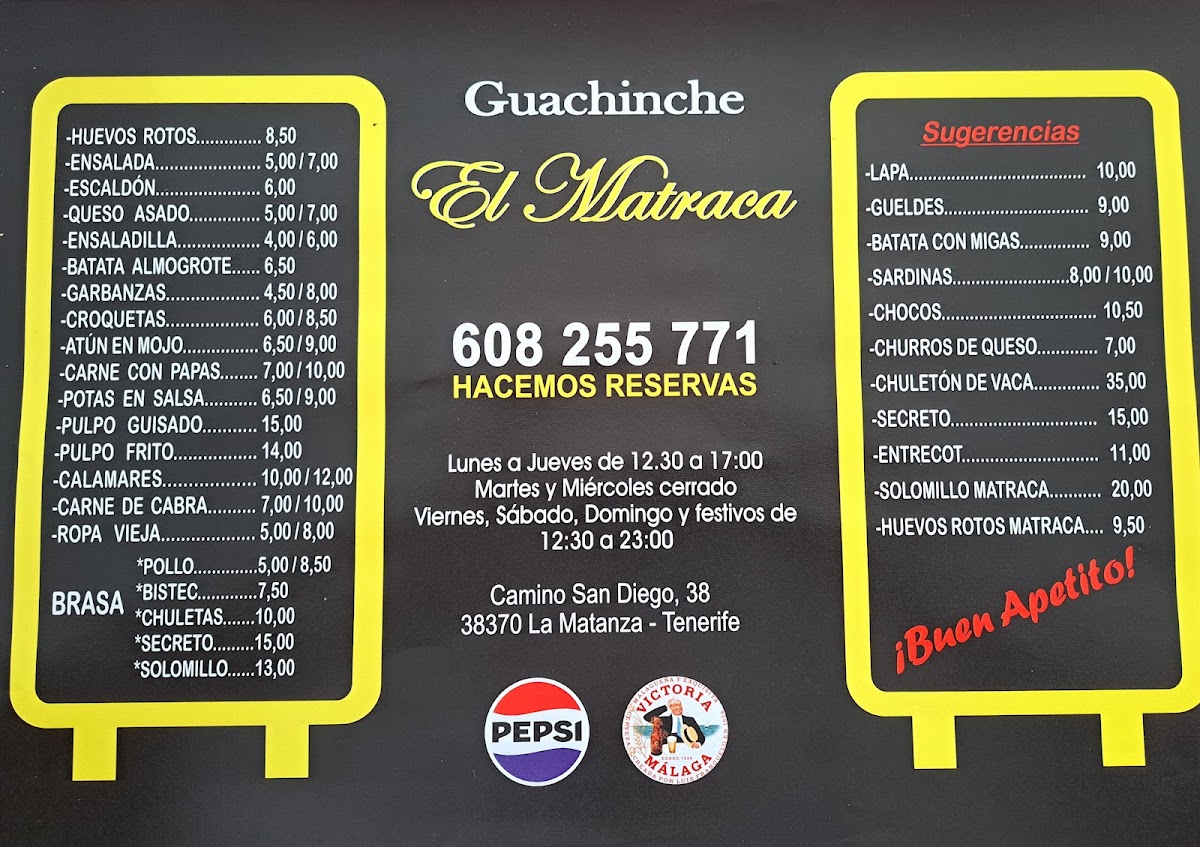 -HUEVOS ROTOS.............. 8,50
-ENSALADA...................... 5,00 / 7,00
-ESCALDÓN....................... 6,00
-QUESO ASADO............... 5,00 / 7,00
-ENSALADILLA.................. 4,00 / 6,00
-BATATA ALMOGROTE...... 6,50
-GARBANZAS.................... 4,50 / 8,00
-CROQUETAS.................... 6,00 / 8,50
-ATÚN EN MOJO................ 6,50 / 9,00
-CARNE CON PAPAS........ 7,00 / 10,00
-POTAS EN SALSA........... 6,50 / 9,00
-PULPO GUISADO........... 15,00
-PULPO FRITO.................. 14,00
-CALAMARES.................... 10,00 / 12,00
-CARNE DE CABRA.......... 7,00 / 10,00
-ROPA VIEJA.................... 5,00 / 8,00
BRASA
*POLLO..............5,00 / 8,50
*BISTEC.............7,50
*CHULETAS.......10,00
*SECRETO.........15,00
*SOLOMILLO......13,00
Guachinche
El Matraca
608 255 771
HACEMOS RESERVAS
Lunes a Jueves de 12.30 a 17:00
Martes y Miércoles cerrado
Viernes, Sábado, Domingo y festivos de
12:30 a 23:00
Camino San Diego, 38
38370 La Matanza - Tenerife
PEPSI
VICTORIA
DESDE 1928
MÁLAGA
Sugerencias
-LAPA..................................... 10,00
-GUELDES.............................. 9,00
-BATATA CON MIGAS............... 9,00
-SARDINAS.........................8,00 / 10,00
-CHOCOS................................. 10,50
-CHURROS DE QUESO............. 7,00
-CHULETÓN DE VACA.............. 35,00
-SECRETO............................... 15,00
-ENTRECOT............................. 11,00
-SOLOMILLO MATRACA........... 20,00
-HUEVOS ROTOS MATRACA.... 9,50
¡Buen Apetito!